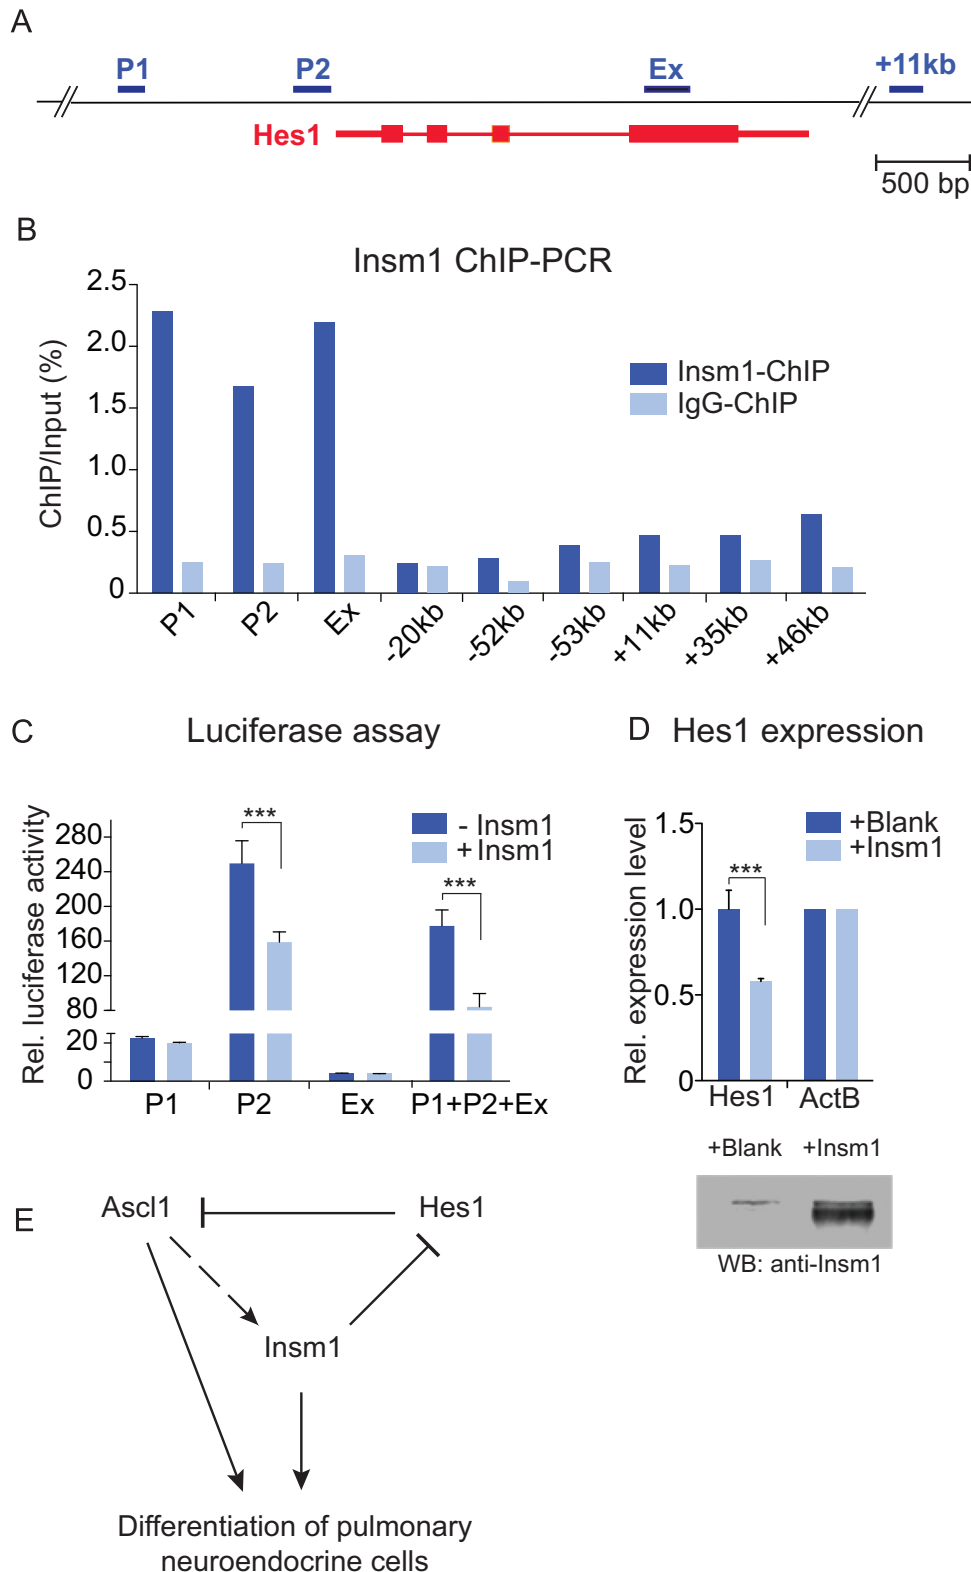 A
P1
P2
Ex
+11kb
Hes1
500 bp
B
Insm1 ChIP-PCR
ChIP/Input (%)
2.5
2.0
1.5
1.0
0.5
0
Insm1-ChIP
IgG-ChIP
P1
P2
Ex
-20kb
-52kb
-53kb
+11kb
+35kb
+46kb
C
Luciferase assay
Rel. luciferase activity
280
240
200
160
120
80
20
0
***
***
- Insm1
+ Insm1
P1
P2
Ex
P1+P2+Ex
D
Hes1 expression
Rel. expression level
1.5
1.0
0.5
0
***
+Blank
+Insm1
Hes1
ActB
+Blank
+Insm1
WB: anti-Insm1
E
Ascl1
Hes1
Insm1
Differentiation of pulmonary
neuroendocrine cells